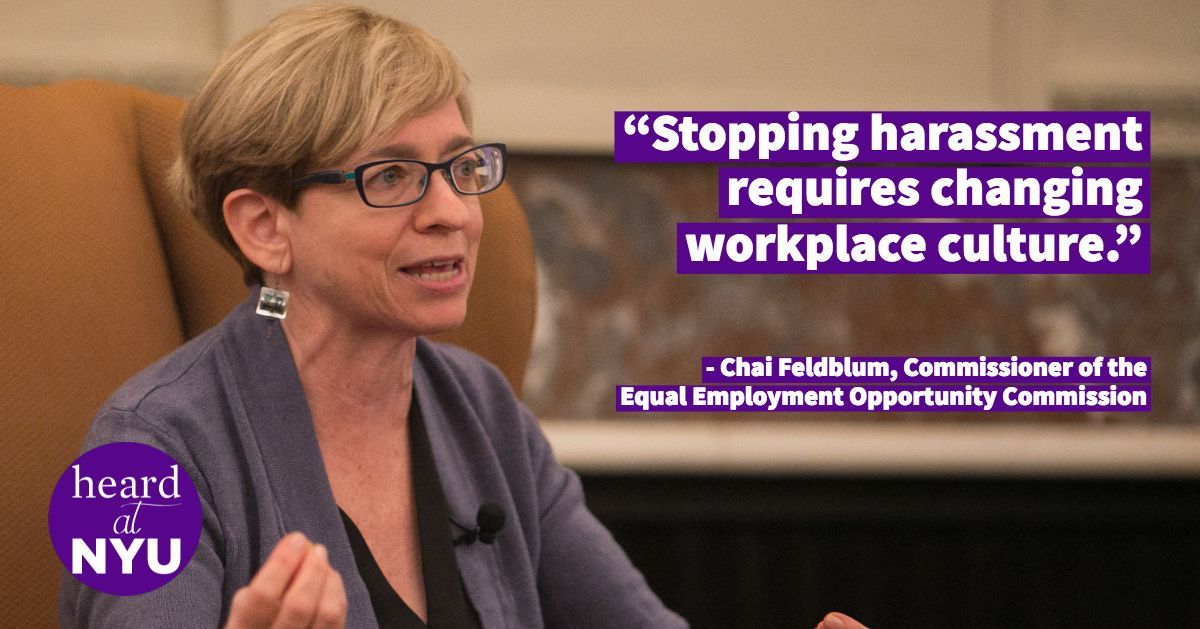 “Stopping harassment
requires changing
workplace culture.”
- Chai Feldblum, Commissioner of the
Equal Employment Opportunity Commission
heard
at
NYU